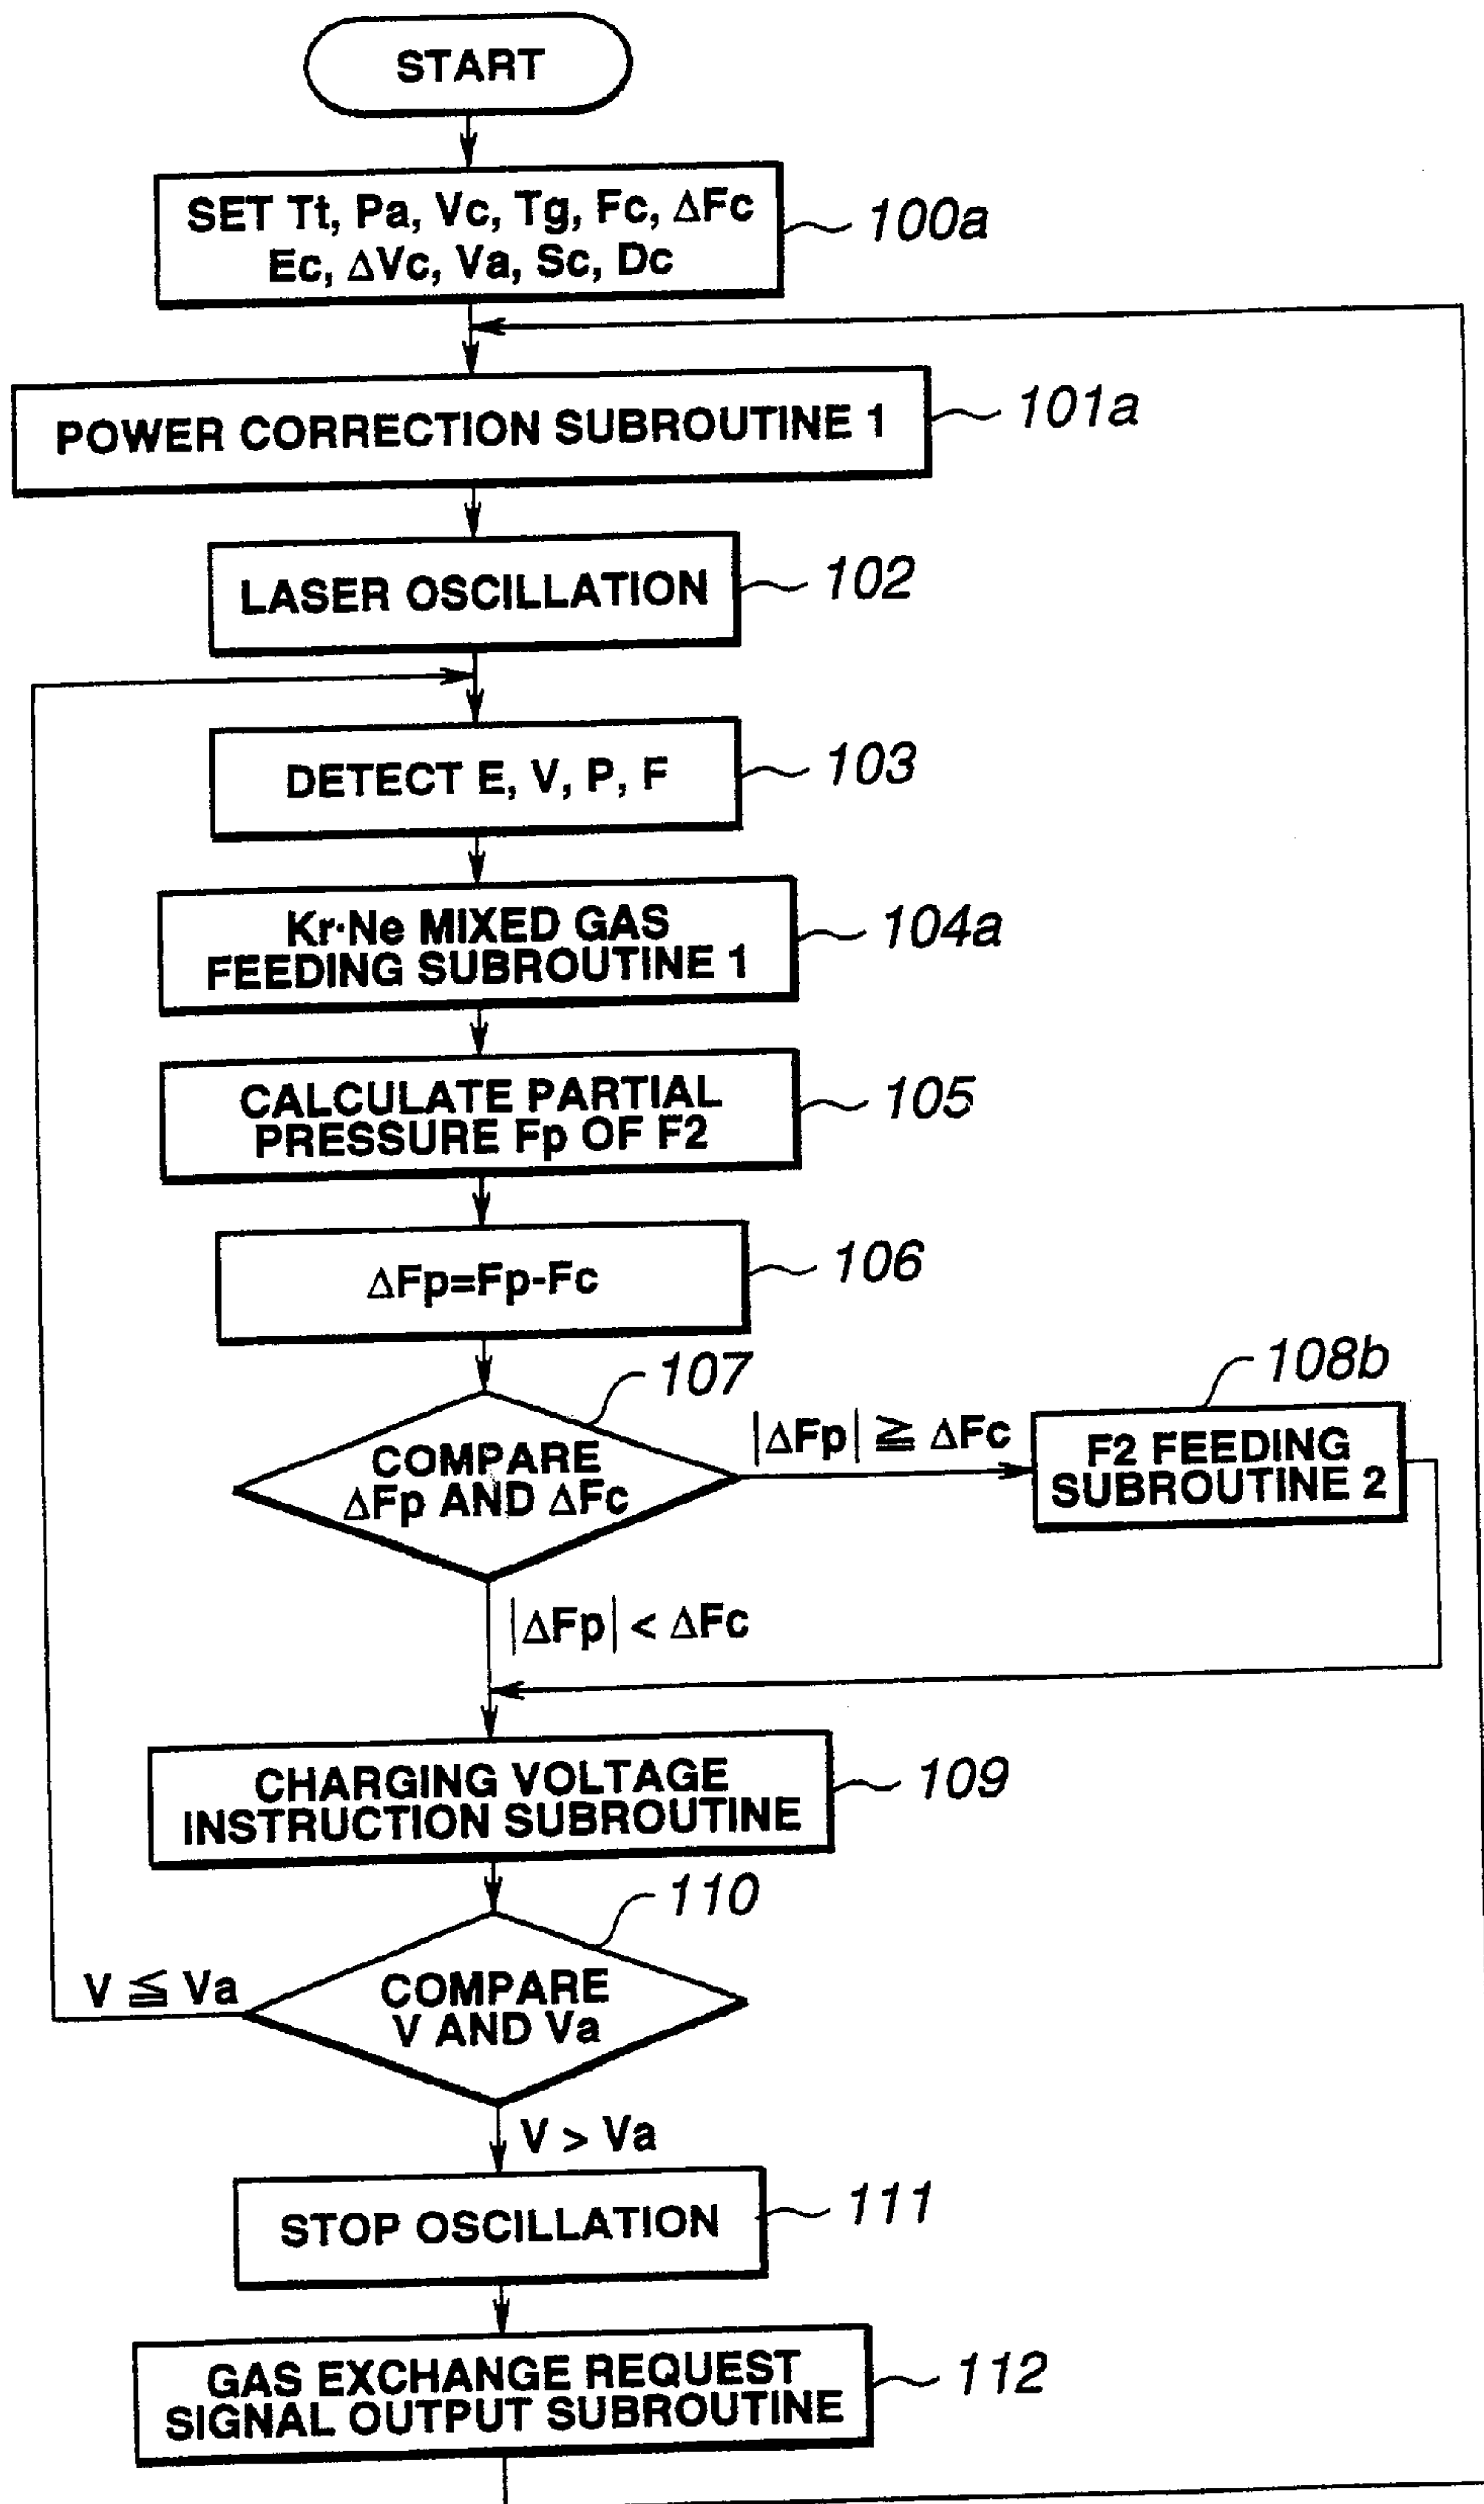 START
SET Tt, Pa, Vc, Tg, Fc, ΔFc
Ec, ΔVc, Va, Sc, Dc
100a
POWER CORRECTION SUBROUTINE 1
101a
LASER OSCILLATION
102
DETECT E, V, P, F
103
Kr·Ne MIXED GAS
FEEDING SUBROUTINE 1
104a
CALCULATE PARTIAL
PRESSURE Fp OF F2
105
ΔFp=Fp-Fc
106
107
COMPARE
ΔFp AND ΔFc
|ΔFp| ≧ ΔFc
108b
F2 FEEDING
SUBROUTINE 2
|ΔFp| < ΔFc
CHARGING VOLTAGE
INSTRUCTION SUBROUTINE
109
110
V ≦ Va
COMPARE
V AND Va
V > Va
STOP OSCILLATION
111
GAS EXCHANGE REQUEST
SIGNAL OUTPUT SUBROUTINE
112